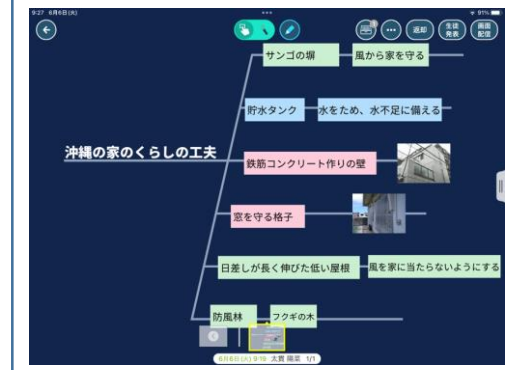 9:27 6月6日(火)
91%
返却
生徒
発表
画面
配信
サンゴの塀
風から家を守る
貯水タンク
水をため、水不足に備える
沖縄の家のくらしの工夫
鉄筋コンクリート作りの壁
窓を守る格子
日差しが長く伸びた低い屋根
風を家に当たらないようにする
防風林
フクギの木
6月6日(火) 9:19 太貫 陽菜 1/1